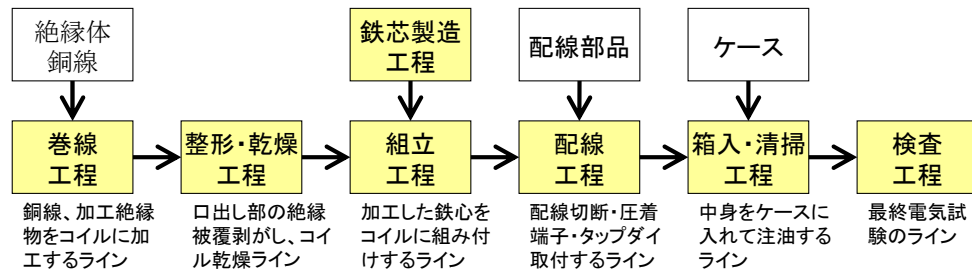 絶縁体
銅線
鉄芯製造
工程
配線部品
ケース
巻線
工程
整形・乾燥
工程
組立
工程
配線
工程
箱入・清掃
工程
検査
工程
銅線、加工絶縁
物をコイルに加
工するライン
口出し部の絶縁
被覆剥がし、コイ
ル乾燥ライン
加工した鉄心を
コイルに組み付
けするライン
配線切断・圧着
端子・タップダイ
取付するライン
中身をケースに
入れて注油する
ライン
最終電気試
験のライン